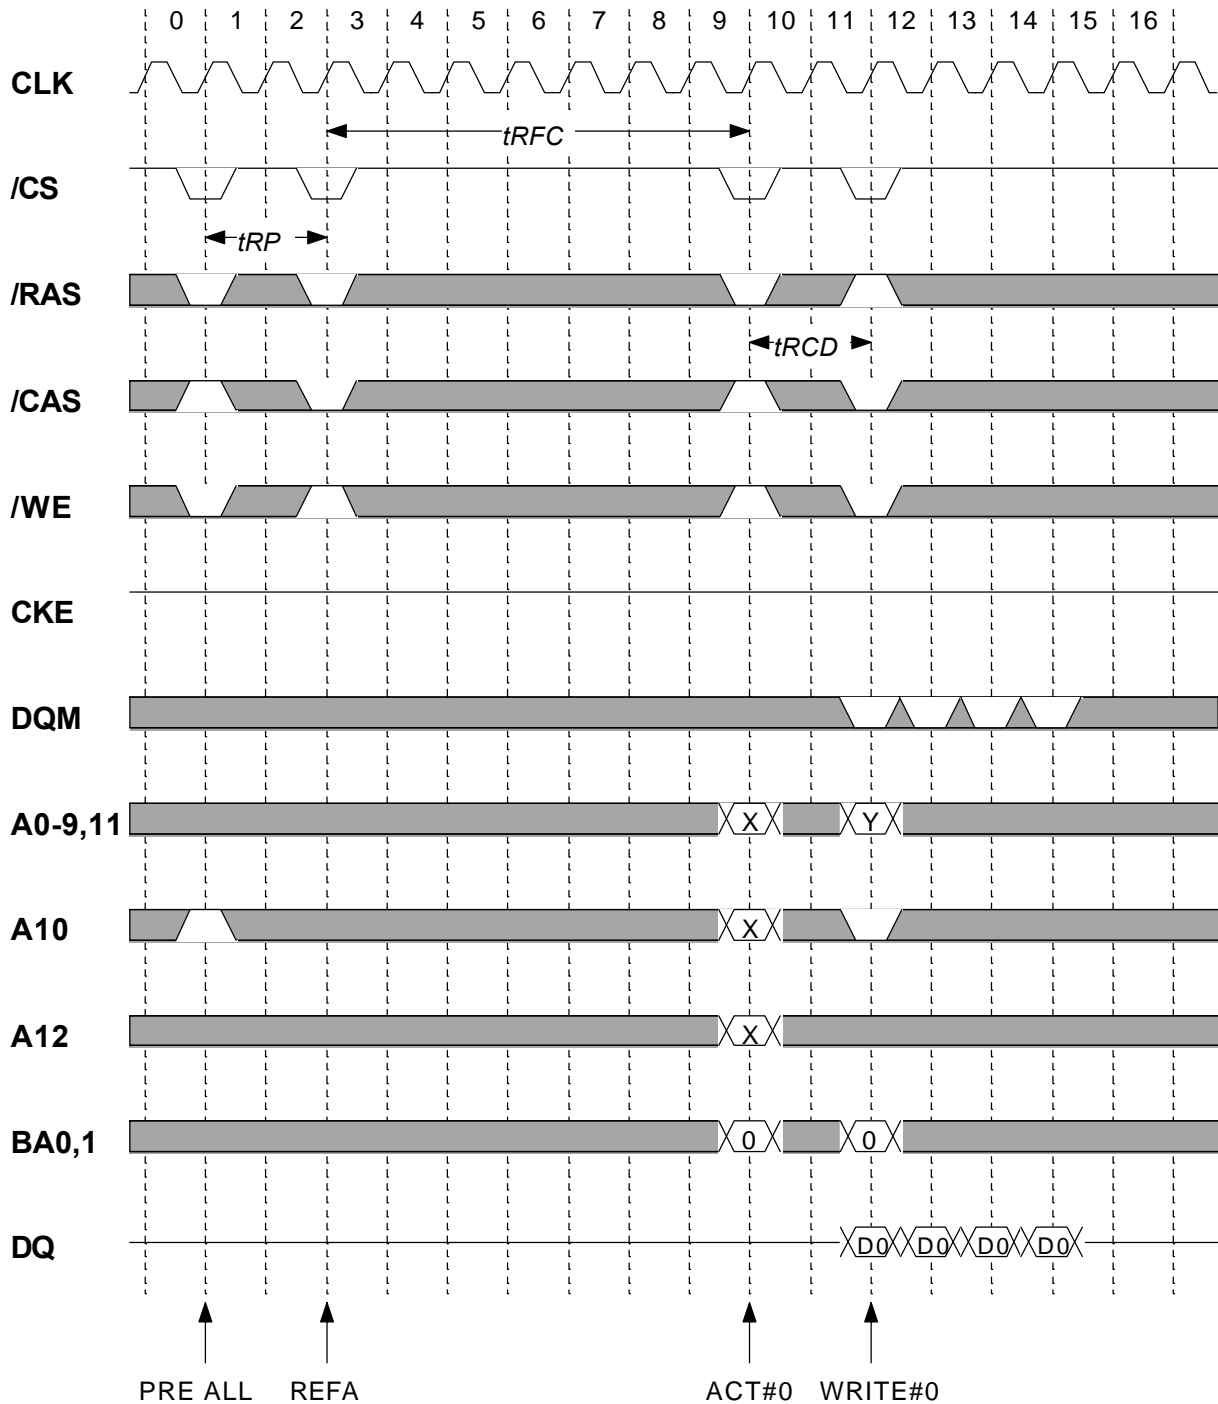 0 1 2 3 4 5 6 7 8 9 10 11 12 13 14 15 16
CLK
tRFC
/CS
tRP
/RAS
tRCD
/CAS
/WE
CKE
DQM
A0-9,11 X Y
A10 X
A12 X
BA0,1 0 0
DQ D0 D0 D0 D0
PRE ALL REFA ACT#0 WRITE#0